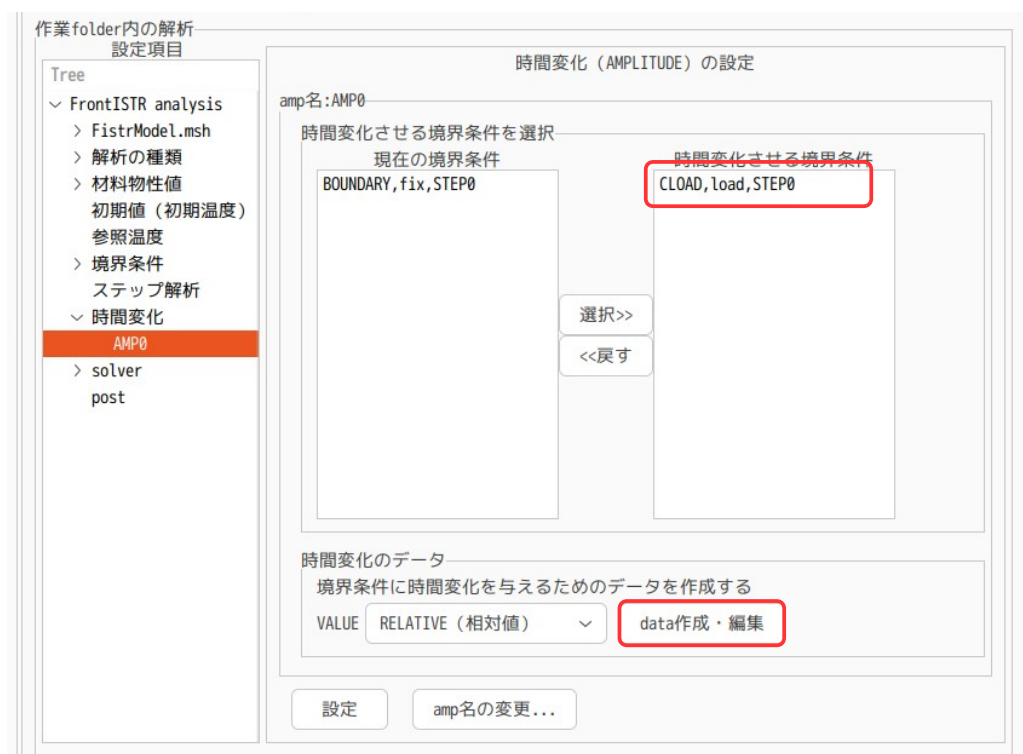 作業folder内の解析
設定項目
Tree
FrontISTR analysis
FistrModel.msh
解析の種類
材料物性値
初期値（初期温度）
参照温度
境界条件
ステップ解析
時間変化
AMP0
solver
post
時間変化（AMPLITUDE）の設定
amp名:AMP0
時間変化させる境界条件を選択
現在の境界条件
BOUNDARY,fix,STEP0
選択>>
<<戻す
時間変化させる境界条件
CLOAD,load,STEP0
時間変化のデータ
境界条件に時間変化を与えるためのデータを作成する
VALUE RELATIVE（相対値） data作成・編集
設定 amp名の変更...